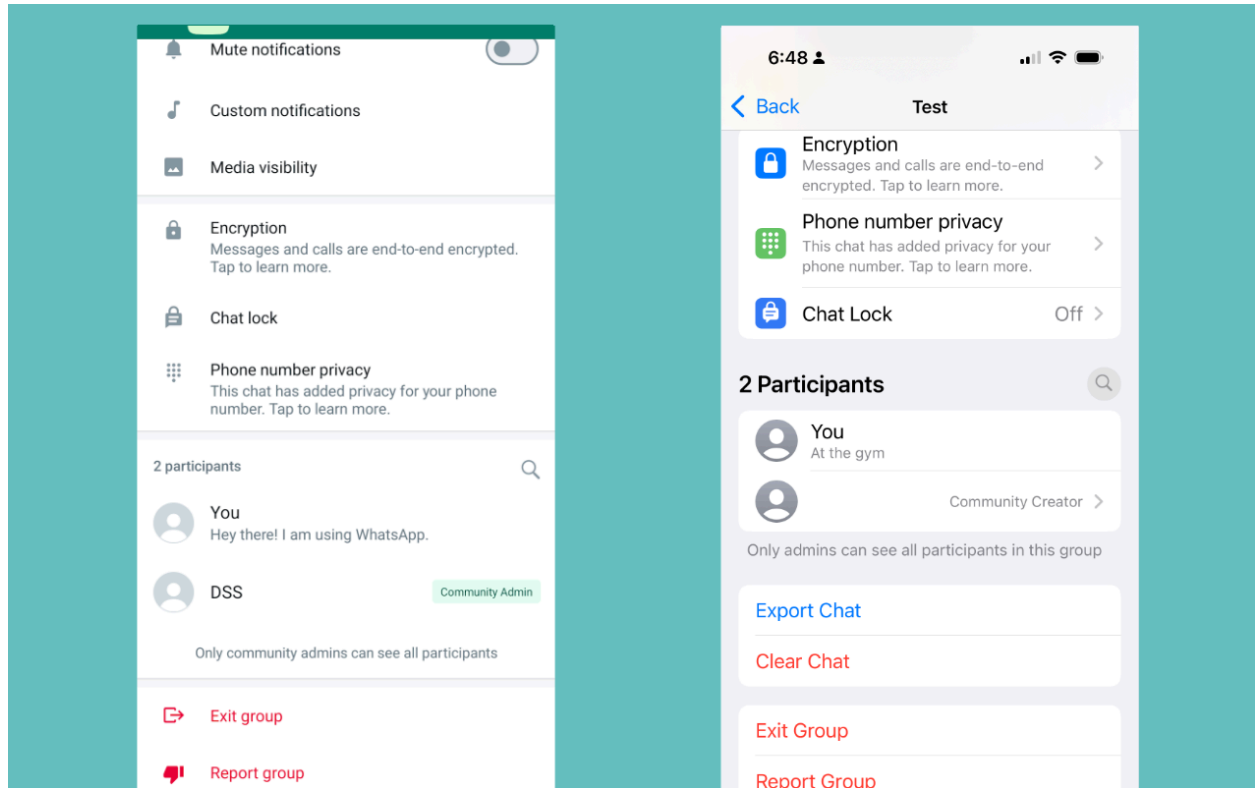 Mute notifications
Custom notifications
Media visibility
Encryption
Messages and calls are end-to-end encrypted.
Tap to learn more.
Chat lock
Phone number privacy
This chat has added privacy for your phone
number. Tap to learn more.
2 participants
You
Hey there! I am using WhatsApp.
DSS
Community Admin
Only community admins can see all participants
Exit group
Report group
6:48
Back
Test
Encryption
Messages and calls are end-to-end
encrypted. Tap to learn more.
Phone number privacy
This chat has added privacy for your
phone number. Tap to learn more.
Chat Lock
Off
2 Participants
You
At the gym
Community Creator
Only admins can see all participants in this group
Export Chat
Clear Chat
Exit Group
Report Group